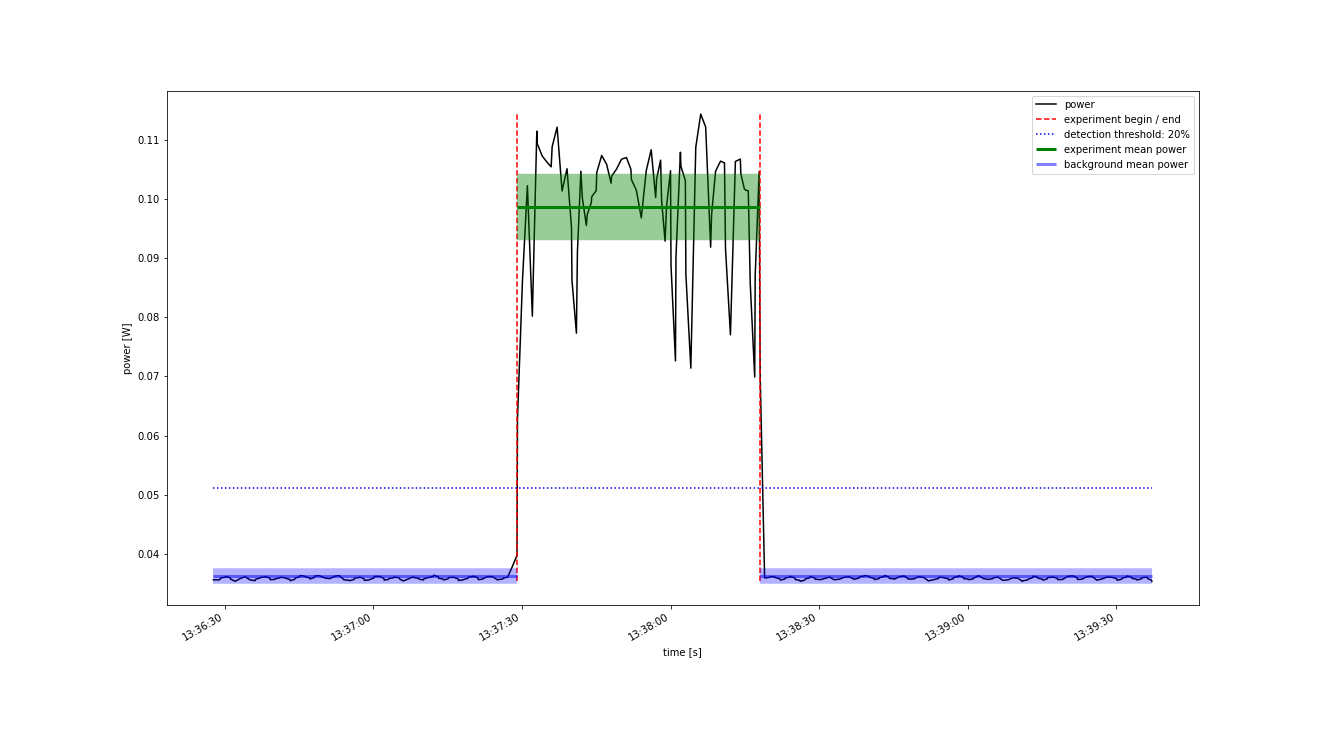 power
experiment begin / end
detection threshold: 20%
experiment mean power
background mean power
0.11
0.10
0.09
0.08
0.07
0.06
0.05
0.04
power [W]
13:36:30
13:37:00
13:37:30
13:38:00
13:38:30
13:39:00
13:39:30
time [s]